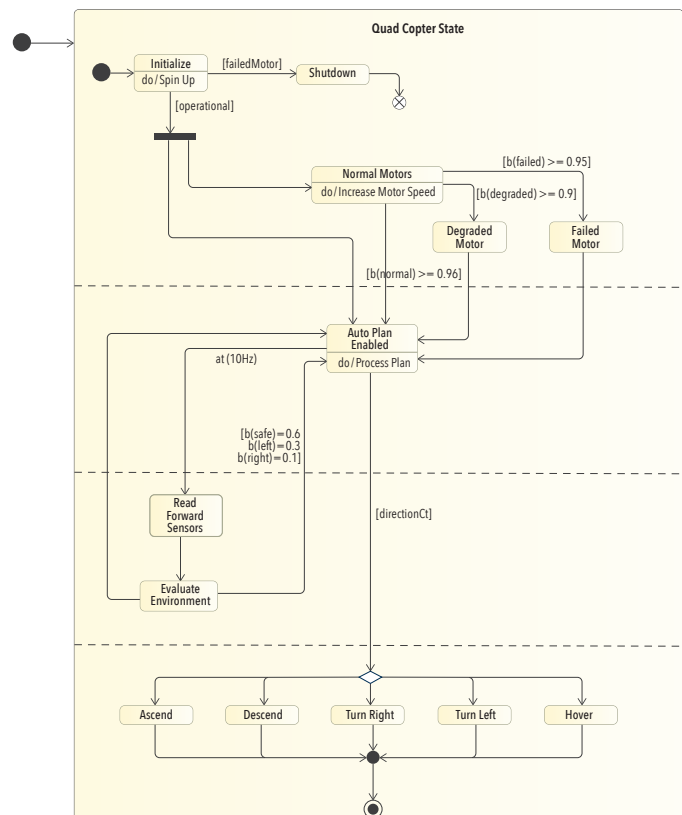 Quad Copter State
Initialize
do/Spin Up
[failedMotor]
Shutdown
[operational]
Normal Motors
do/Increase Motor Speed
[b(failed) >= 0.95]
[b(degraded) >= 0.9]
Degraded
Motor
Failed
Motor
[b(normal) >= 0.96]
Auto Plan
Enabled
do/Process Plan
at (10Hz)
[b(safe)=0.6
b(left)=0.3
b(right)=0.1]
Read
Forward
Sensors
[directionCt]
Evaluate
Environment
Ascend
Descend
Turn Right
Turn Left
Hover